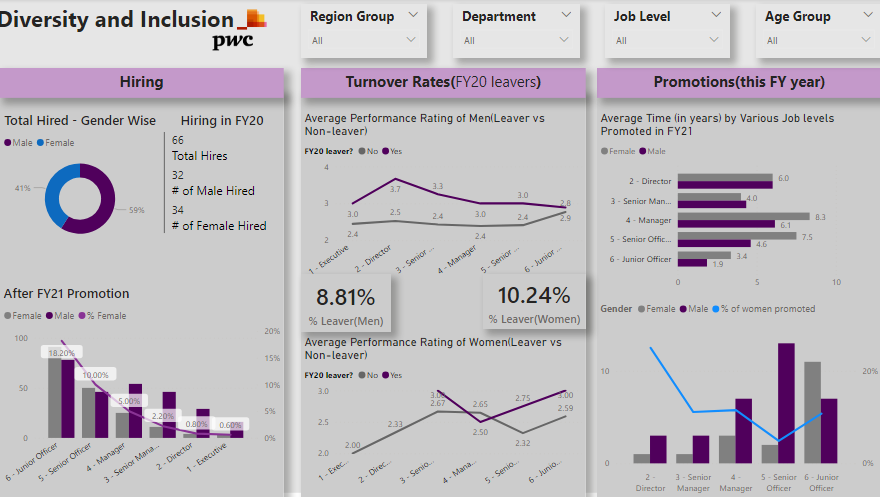 Diversity and Inclusion
pwc
Region Group
All
Department
All
Job Level
All
Age Group
All
Hiring
Turnover Rates(FY20 leavers)
Promotions(this FY year)
Total Hired - Gender Wise
Male Female
41%
59%
Hiring in FY20
66
Total Hires
32
# of Male Hired
34
# of Female Hired
After FY21 Promotion
Female Male % Female
100
50
0
20%
15%
10%
5%
0%
18.20%
10.00%
5.00%
2.20%
0.80%
0.60%
6 - Junior Officer
5 - Senior Officer
4 - Manager
3 - Senior Mana...
2 - Director
1 - Executive
Average Performance Rating of Men(Leaver vs
Non-leaver)
FY20 leaver? No Yes
4
3
2
3.0
3.7
3.3
3.0
3.0
2.8
2.4
2.5
2.4
2.4
2.4
2.9
1 - Executive
2 - Director
3 - Senior ...
4 - Manager
5 - Senior ...
6 - Junior ...
8.81%
% Leaver(Men)
10.24%
% Leaver(Women)
Average Performance Rating of Women(Leaver vs
Non-leaver)
FY20 leaver? No Yes
3.0
2.5
2.0
2.00
2.33
3.00
2.67
2.65
2.50
2.75
2.32
3.00
2.59
1 - Exec...
2 - Direc...
3 - Senio...
4 - Mana...
5 - Senio...
6 - Junio...
Average Time (in years) by Various Job levels
Promoted in FY21
Female Male
2 - Director
3 - Senior Man...
4 - Manager
5 - Senior Offic...
6 - Junior Officer
6.0
4.0
8.3
6.1
7.5
4.6
3.4
1.9
0
5
10
Gender Female Male % of women promoted
10
0
20%
0%
2 -
Director
3 - Senior
Manager
4 -
Manager
5 - Senior
Officer
6 - Junior
Officer